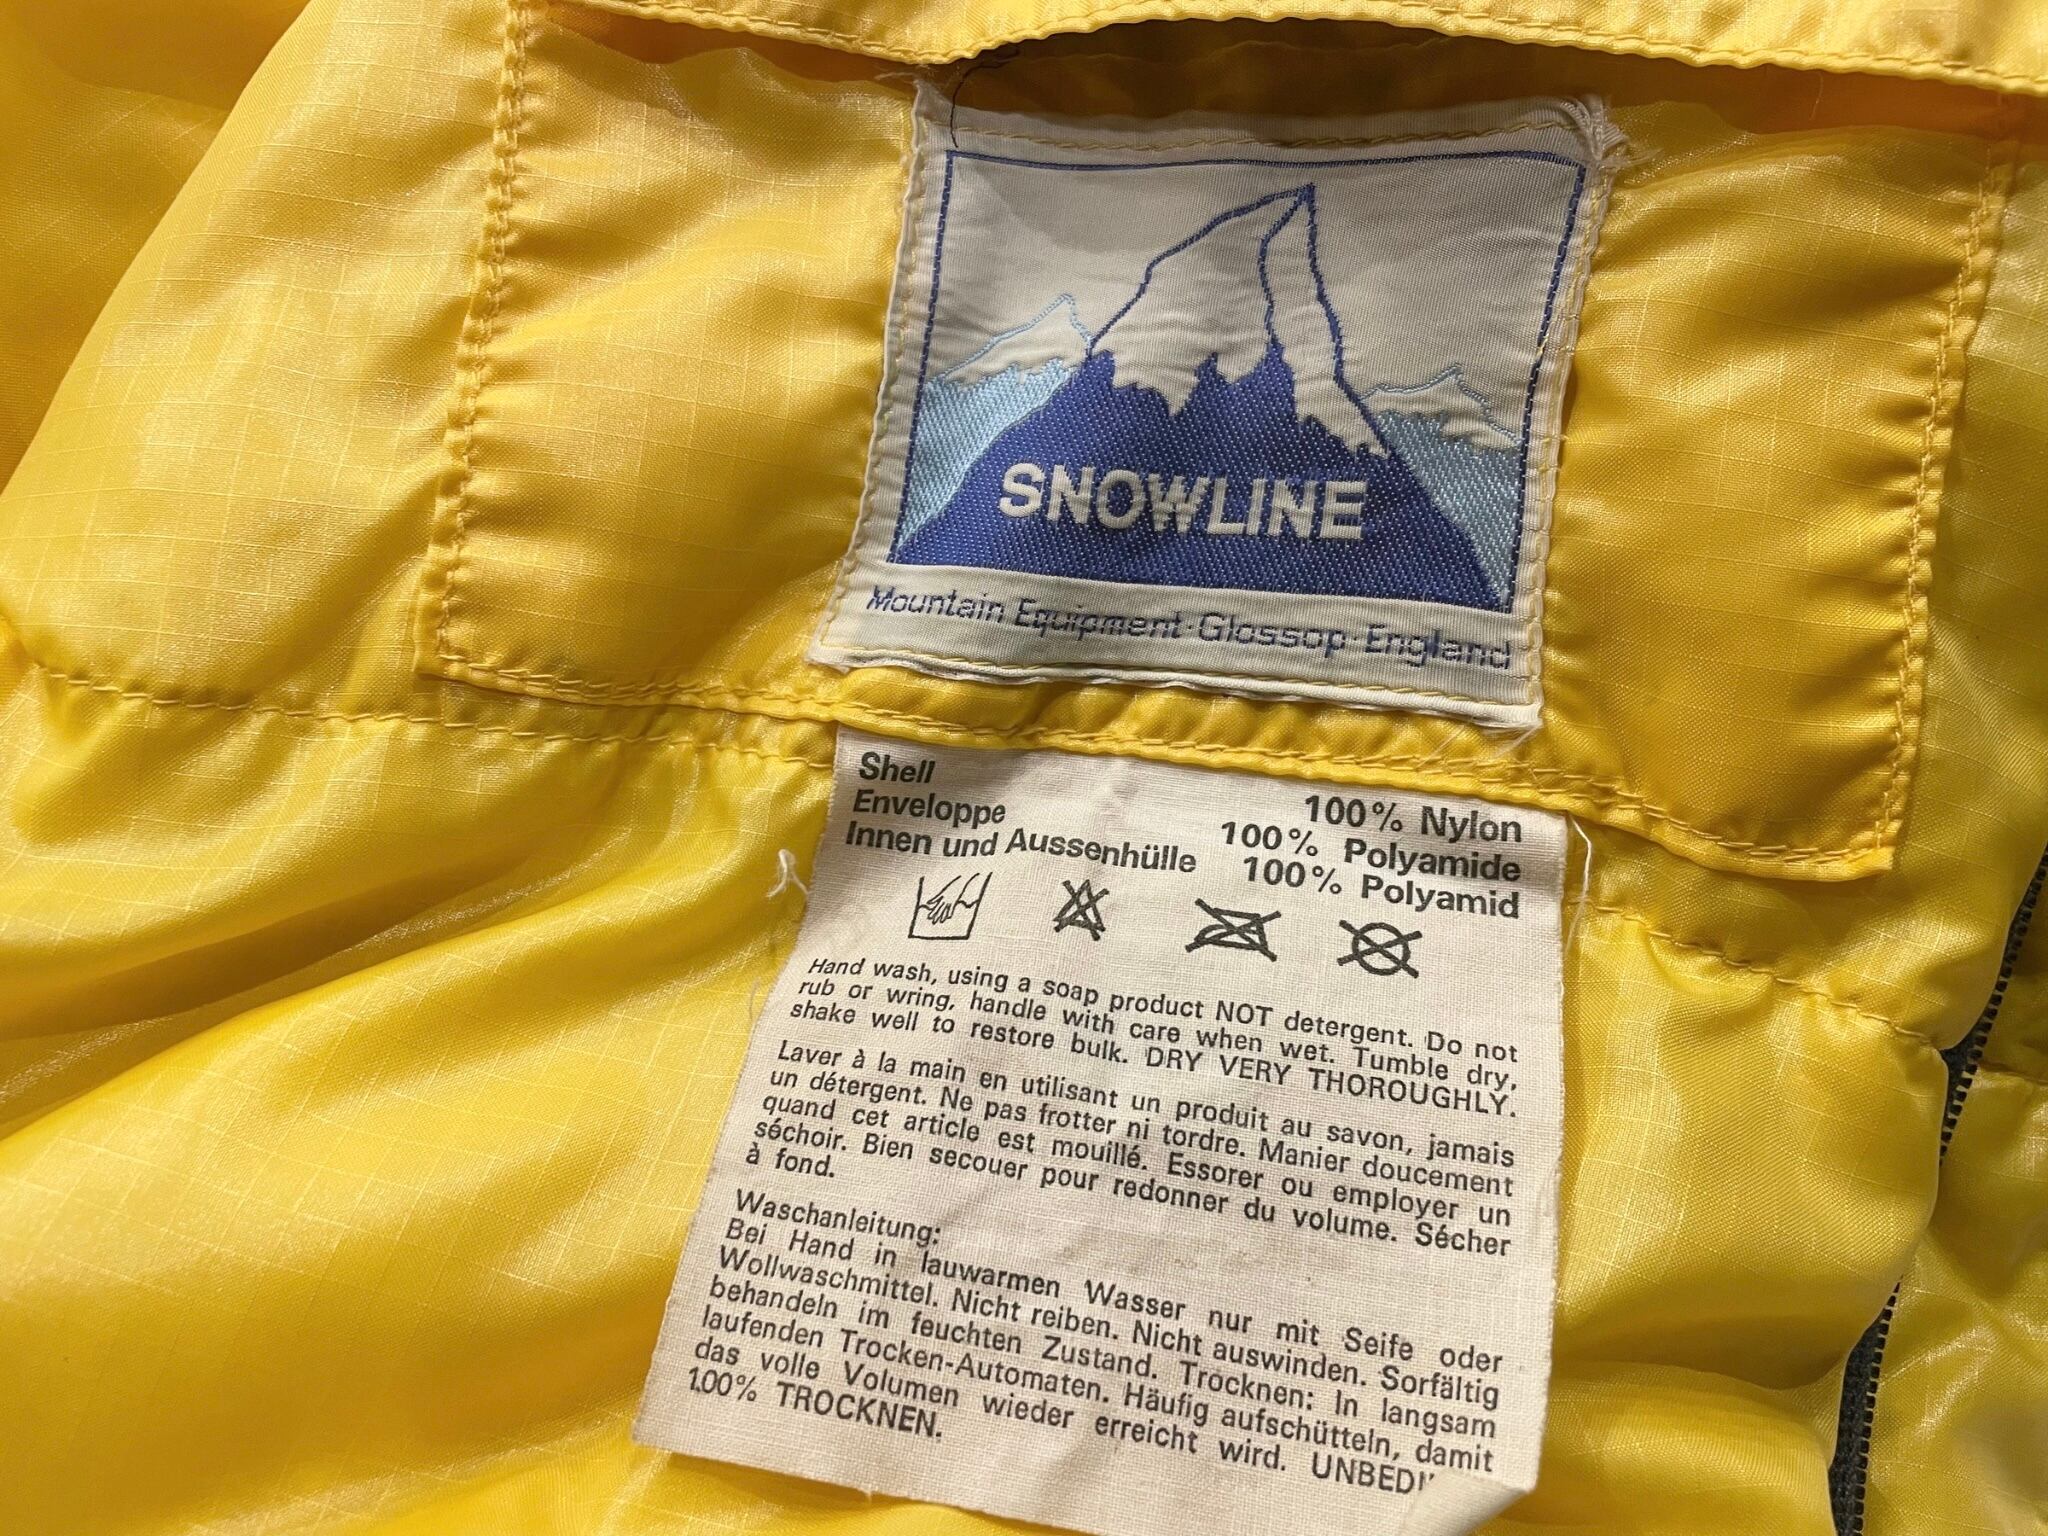 SNOWLINE
Mountain Equipment · Glossop · England
Shell 100% Nylon
Enveloppe 100% Polyamide
Innen und Aussenhülle 100% Polyamid
Hand wash, using a soap product NOT detergent. Do not
rub or wring, handle with care when wet. Tumble dry,
shake well to restore bulk. DRY VERY THOROUGHLY.
Laver à la main en utilisant un produit au savon, jamais
un détergent. Ne pas frotter ni tordre. Manier doucement
quand cet article est mouillé. Essorer ou employer un
séchoir. Bien secouer pour redonner du volume. Sécher
à fond.
Waschanleitung:
Bei Hand in lauwarmen Wasser nur mit Seife oder
Wollwaschmittel. Nicht reiben. Nicht auswinden. Sorfältig
behandeln im feuchten Zustand. Trocknen: In langsam
laufenden Trocken-Automaten. Häufig aufschütteln, damit
das volle Volumen wieder erreicht wird.
100% TROCKNEN.